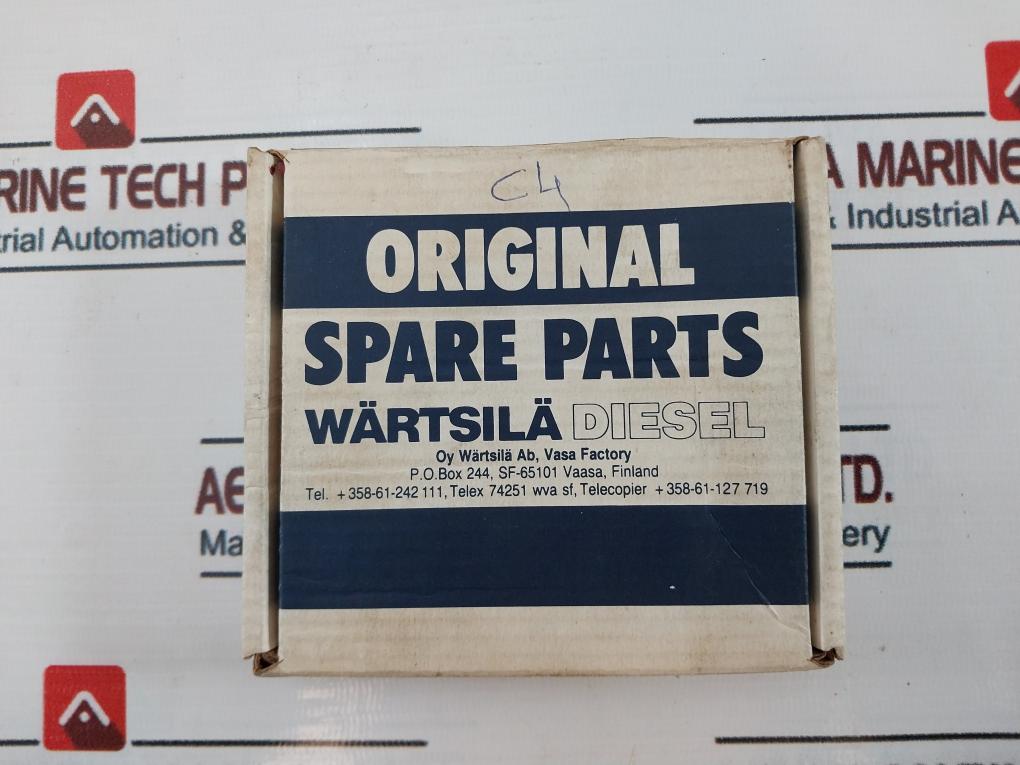 C4
ORIGINAL
SPARE PARTS
WÄRTSILÄ DIESEL
Oy Wärtsilä Ab, Vasa Factory
P.O.Box 244, SF-65101 Vaasa, Finland
Tel. +358-61-242 111, Telex 74251 wva sf, Telecopier +358-61-127 719
RINE TECH P
rial Automation &
A MARINE
& Industrial A
AE
Ma
TD.
ery